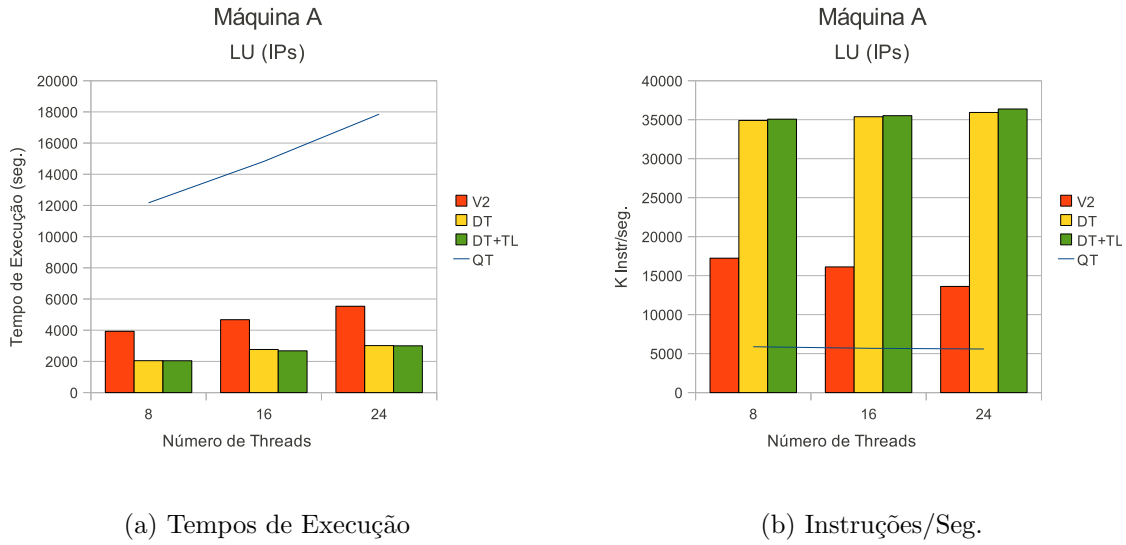 Máquina A
LU (IPs)
Tempo de Execução (seg.)
20000
18000
16000
14000
12000
10000
8000
6000
4000
2000
0
8 16 24
Número de Threads
V2
DT
DT+TL
QT
(a) Tempos de Execução
Máquina A
LU (IPs)
K Instr/seg.
40000
35000
30000
25000
20000
15000
10000
5000
0
8 16 24
Número de Threads
V2
DT
DT+TL
QT
(b) Instruções/Seg.